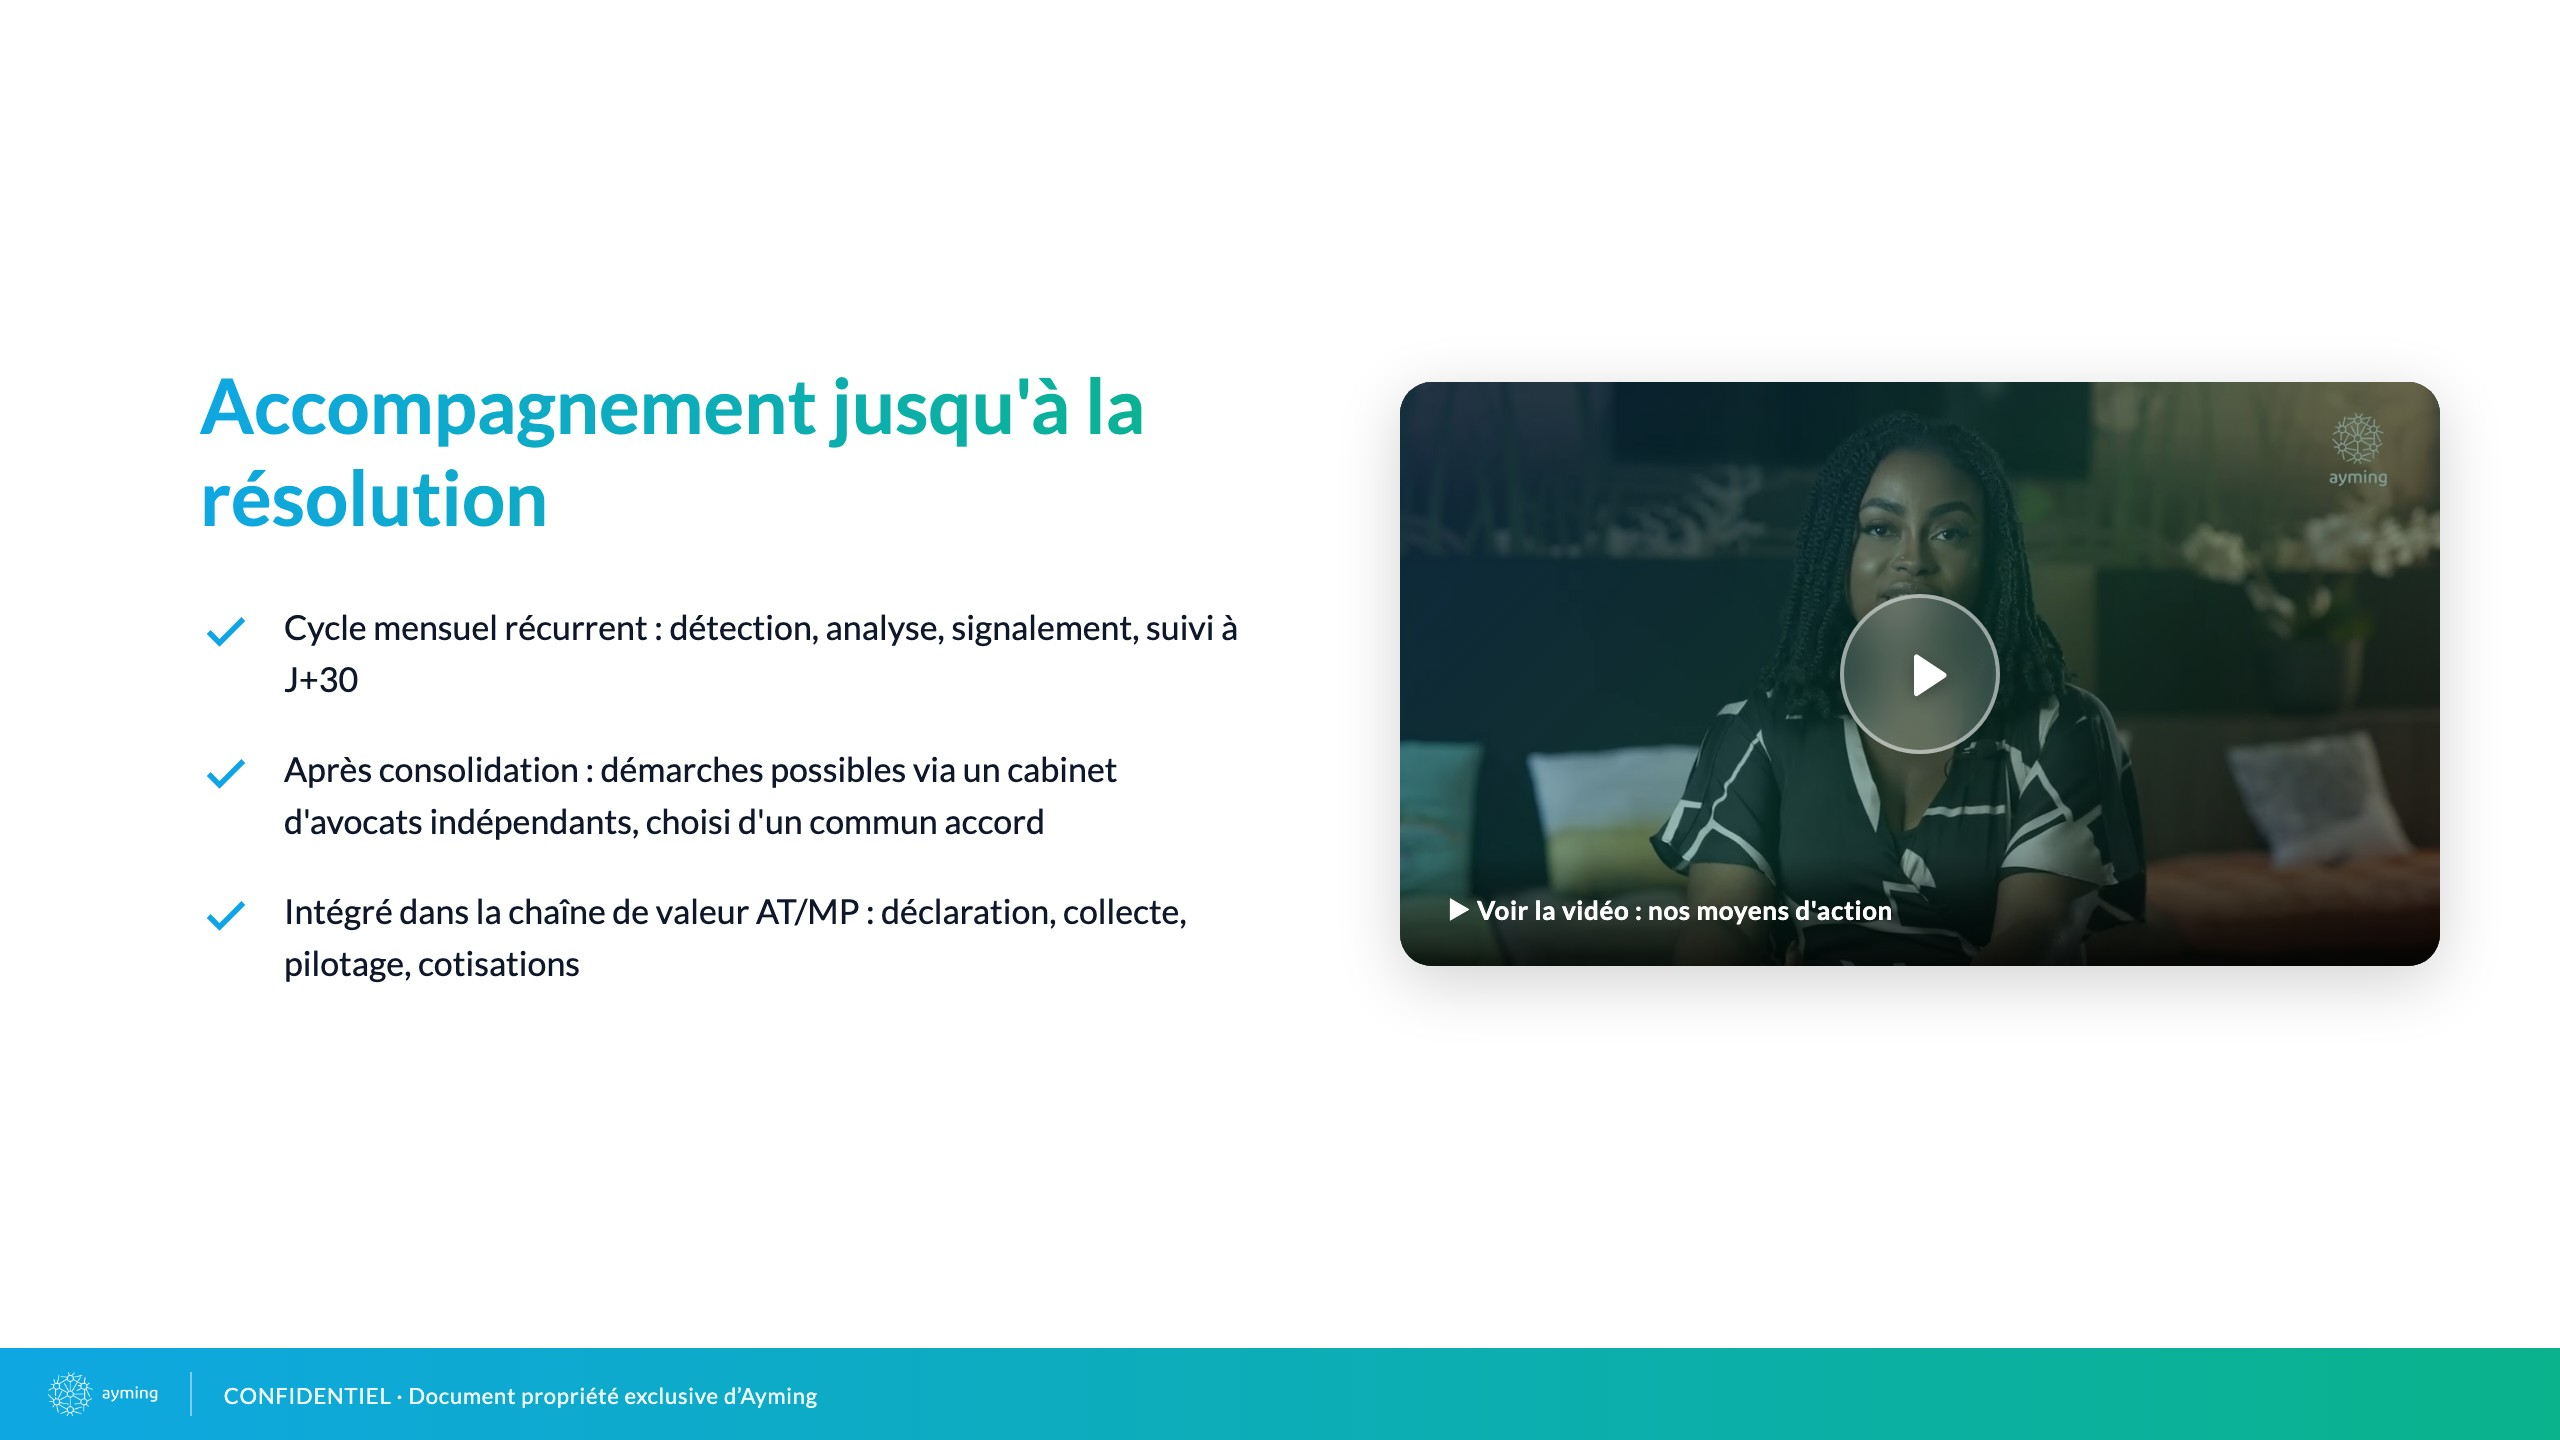 Accompagnement jusqu'à la
résolution
Cycle mensuel récurrent : détection, analyse, signalement, suivi à
J+30
Après consolidation : démarches possibles via un cabinet
d'avocats indépendants, choisi d'un commun accord
Intégré dans la chaîne de valeur AT/MP : déclaration, collecte,
pilotage, cotisations
ayming
▶ Voir la vidéo : nos moyens d'action
ayming
CONFIDENTIEL · Document propriété exclusive d’Ayming